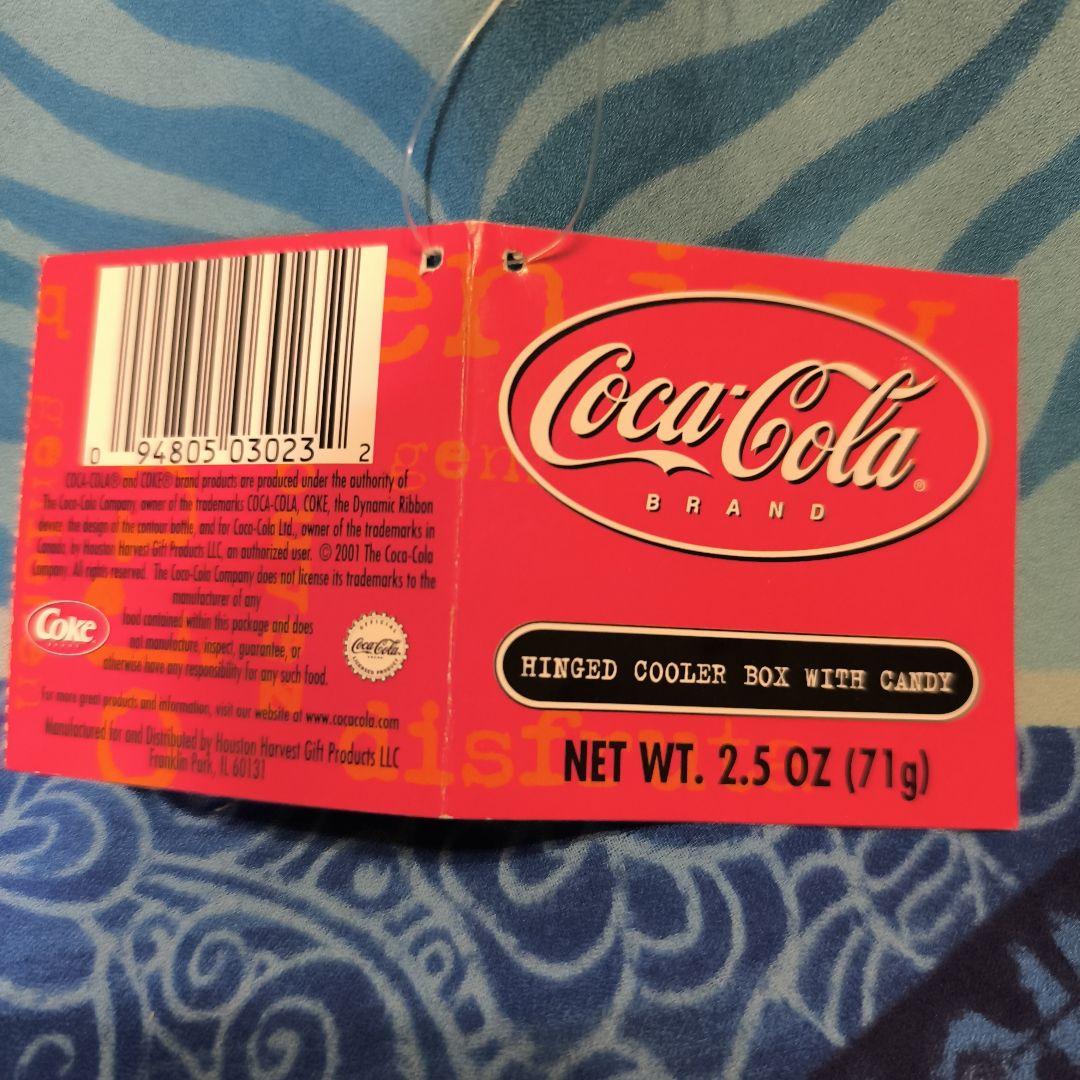 0 94805 03023 2
COCA-COLA® and COKE® brand products are produced under the authority of
The Coca-Cola Company, owner of the trademarks COCA-COLA, COKE, the Dynamic Ribbon
device, the design of the contour bottle, and for Coca-Cola Ltd., owner of the trademarks in
Canada, by Houston Harvest Gift Products LLC, an authorized user. © 2001 The Coca-Cola
Company. All rights reserved. The Coca-Cola Company does not license its trademarks to the
manufacturer of any
food contained within this package and does
not manufacture, inspect, guarantee, or
otherwise have any responsibility for any such food.
Coke
OFFICIAL
Coca-Cola
LICENSED PRODUCT
For more great products and information, visit our website at www.cocacola.com
Manufactured for and Distributed by Houston Harvest Gift Products LLC
Franklin Park, IL 60131
enjoy
gen
disfruta
Coca-Cola®
BRAND
HINGED COOLER BOX WITH CANDY
NET WT. 2.5 OZ (71g)